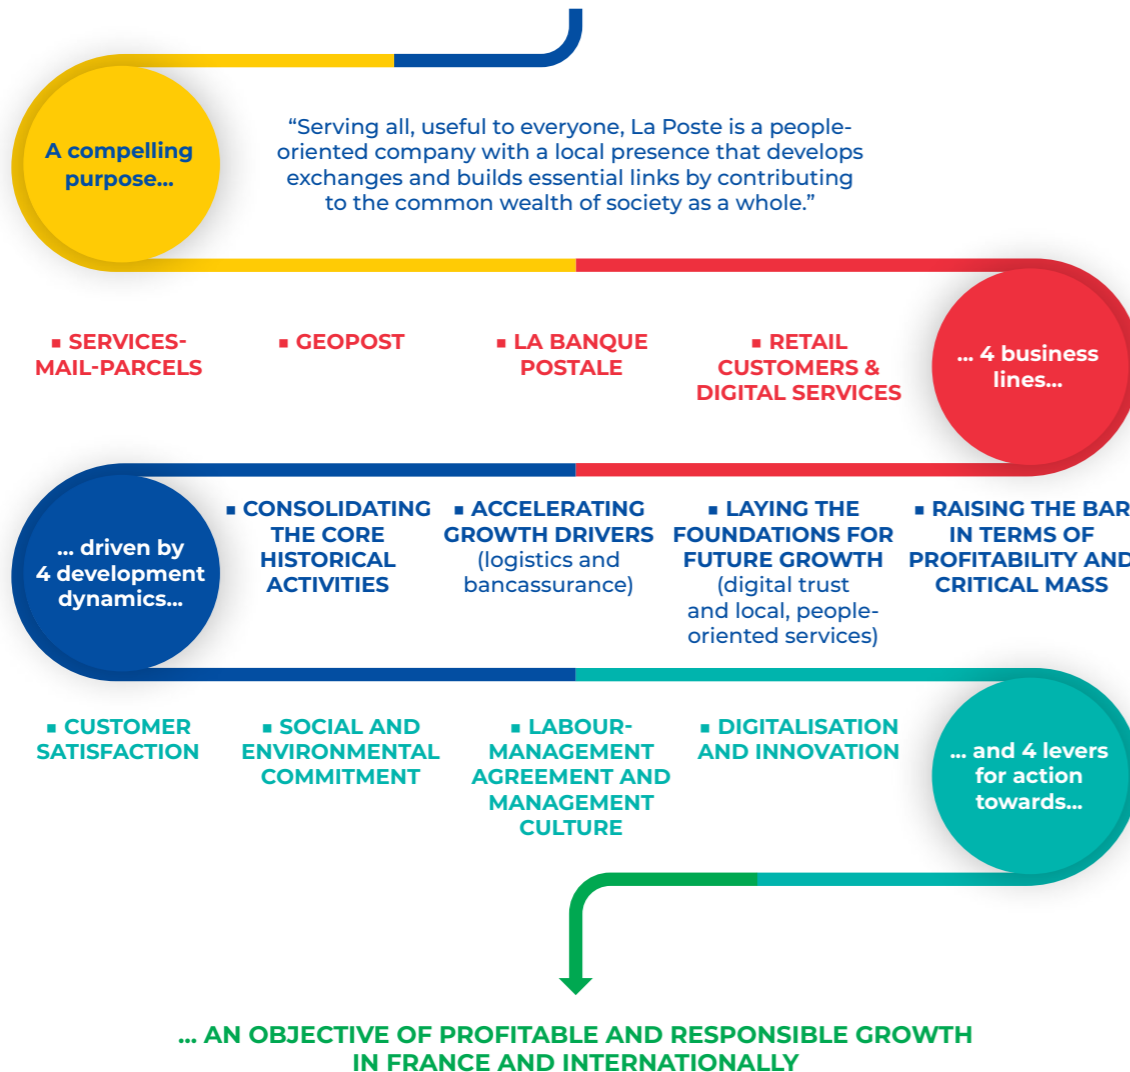 A compelling
purpose...
“Serving all, useful to everyone, La Poste is a people-
oriented company with a local presence that develops
exchanges and builds essential links by contributing
to the common wealth of society as a whole.”
▪ SERVICES-
MAIL-PARCELS
▪ GEOPOST
▪ LA BANQUE
POSTALE
▪ RETAIL
CUSTOMERS &
DIGITAL SERVICES
... 4 business
lines...
... driven by
4 development
dynamics...
▪ CONSOLIDATING
THE CORE
HISTORICAL
ACTIVITIES
▪ ACCELERATING
GROWTH DRIVERS
(logistics and
bancassurance)
▪ LAYING THE
FOUNDATIONS FOR
FUTURE GROWTH
(digital trust
and local, people-
oriented services)
▪ RAISING THE BAR
IN TERMS OF
PROFITABILITY AND
CRITICAL MASS
▪ CUSTOMER
SATISFACTION
▪ SOCIAL AND
ENVIRONMENTAL
COMMITMENT
▪ LABOUR-
MANAGEMENT
AGREEMENT AND
MANAGEMENT
CULTURE
▪ DIGITALISATION
AND INNOVATION
... and 4 levers
for action
towards...
... AN OBJECTIVE OF PROFITABLE AND RESPONSIBLE GROWTH
IN FRANCE AND INTERNATIONALLY